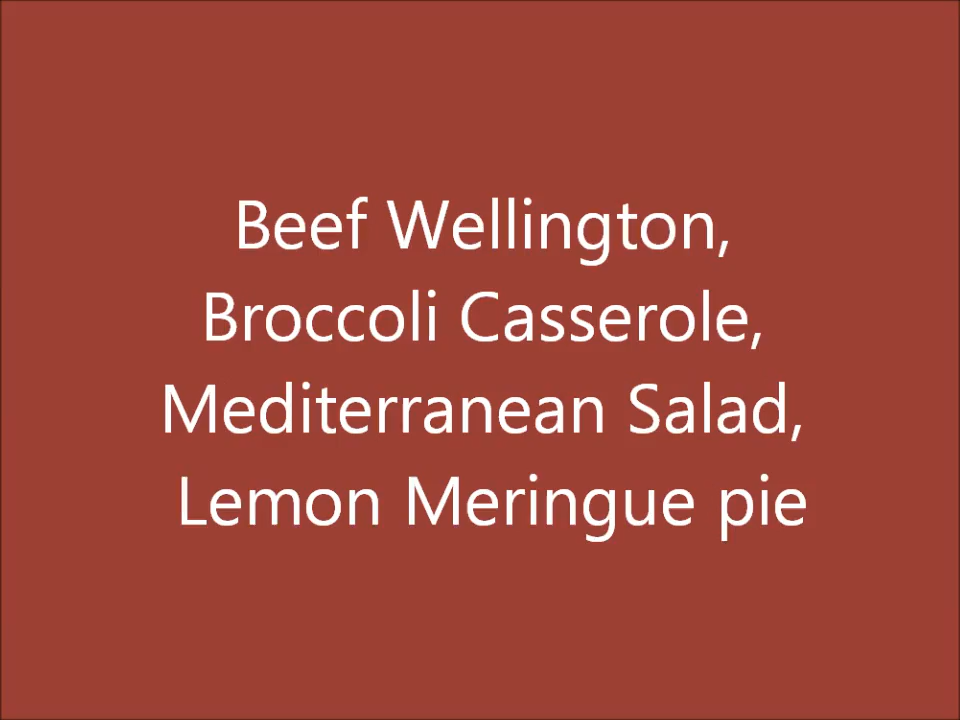 Beef Wellington,
Broccoli Casserole,
Mediterranean Salad,
Lemon Meringue pie